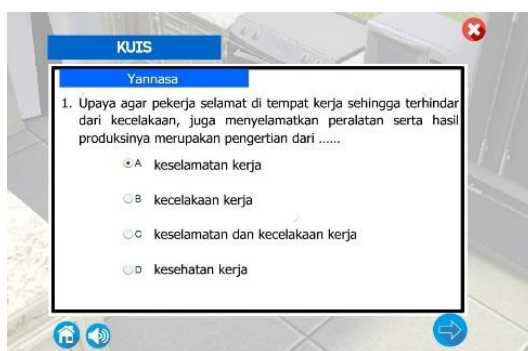 KUIS
Yannasa
1. Upaya agar pekerja selamat di tempat kerja sehingga terhindar
dari kecelakaan, juga menyelamatkan peralatan serta hasil
produksinya merupakan pengertian dari ......
A keselamatan kerja
B kecelakaan kerja
C keselamatan dan kecelakaan kerja
D kesehatan kerja